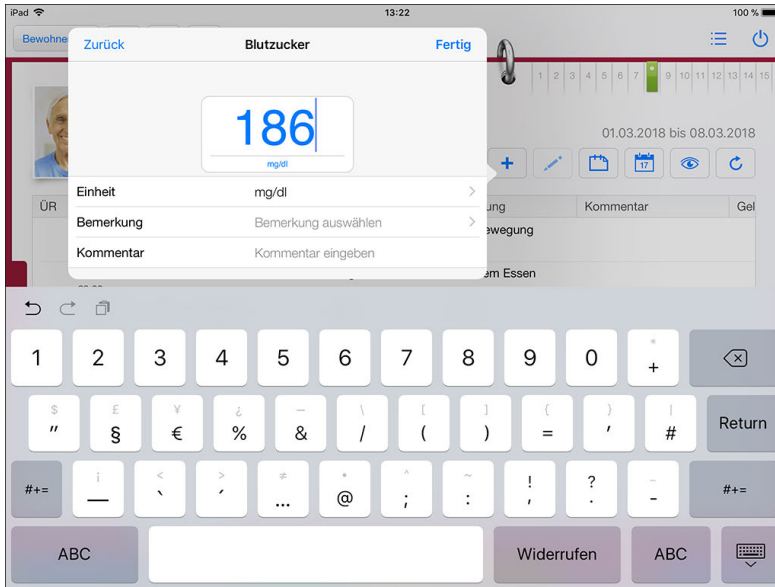 iPad 13:22 100 %
Bewohne
Zurück Blutzucker Fertig
1 2 3 4 5 6 7 9 10 11 12 13 14 15
186
mg/dl
01.03.2018 bis 08.03.2018
17
Einheit mg/dl
ÜR ung Kommentar Gel
Bemerkung Bemerkung auswählen
ewegung
Kommentar Kommentar eingeben
em Essen
1 2 3 4 5 6 7 8 9 0 * +
$ £ ¥ ¿ — \ [ ] { } |
" § € % & / ( ) = ' # Return
¡ < > ≠ • ^ ~ –
#+= — ` ´ … @ ; : ! , ? . - #+=
ABC Widerrufen ABC